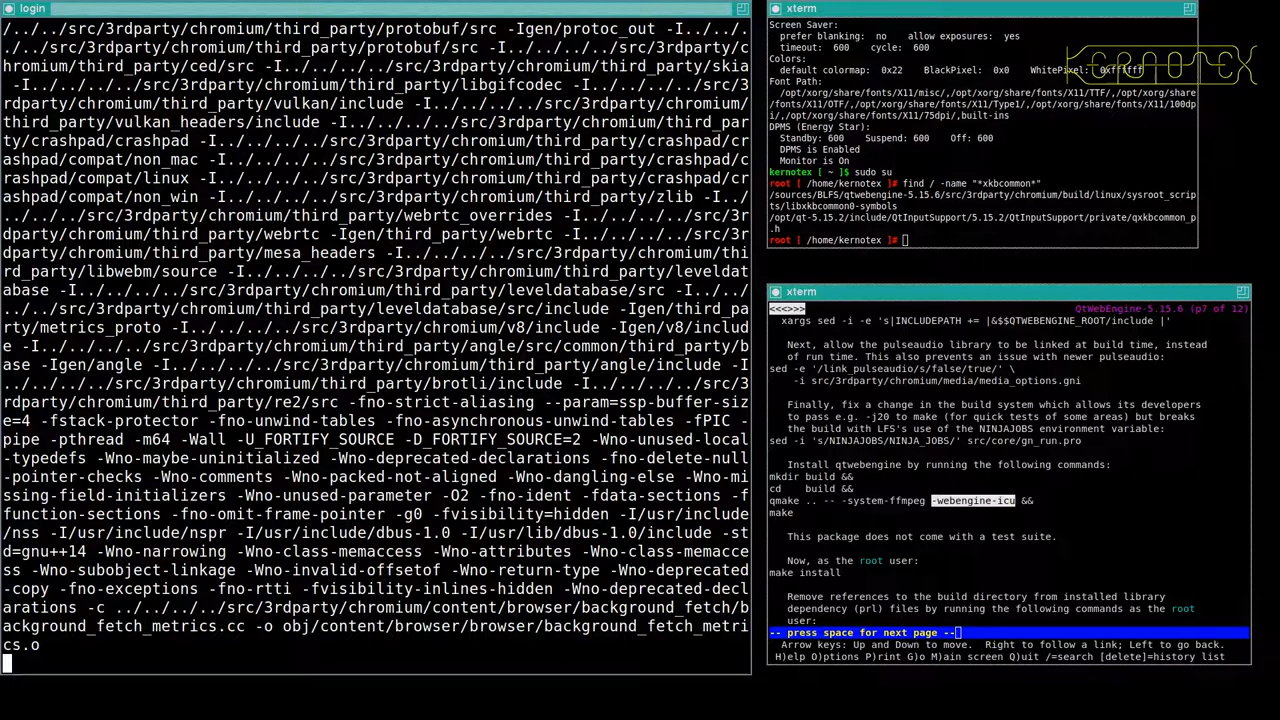 login
/../../src/3rdparty/chromium/third_party/protobuf/src -Igen/protoc_out -I../../.
./../src/3rdparty/chromium/third_party/protobuf/src -I../../../../src/3rdparty/c
hromium/third_party/ced/src -I../../../../src/3rdparty/chromium/third_party/skia
 -I../../../../src/3rdparty/chromium/third_party/libgifcodec -I../../../../src/3
rdparty/chromium/third_party/vulkan/include -I../../../../src/3rdparty/chromium/
third_party/vulkan_headers/include -I../../../../src/3rdparty/chromium/third_par
ty/crashpad/crashpad -I../../../../src/3rdparty/chromium/third_party/crashpad/c
rashpad/compat/non_mac -I../../../../src/3rdparty/chromium/third_party/crashpad/
crashpad/compat/linux -I../../../../src/3rdparty/chromium/third_party/crashpad/c
rashpad/compat/non_win -I../../../../src/3rdparty/chromium/third_party/zlib -I..
/../../../src/3rdparty/chromium/third_party/webrtc_overrides -I../../../../src/3
rdparty/chromium/third_party/webrtc -Igen/third_party/webrtc -I../../../../src/3
rdparty/chromium/third_party/mesa_headers -I../../../../src/3rdparty/chromium/thi
rd_party/libwebm/source -I../../../../src/3rdparty/chromium/third_party/leveldat
abase -I../../../../src/3rdparty/chromium/third_party/leveldatabase/src -I../../
../../src/3rdparty/chromium/third_party/leveldatabase/src/include -Igen/third_pa
rty/metrics_proto -I../../../../src/3rdparty/chromium/v8/include -Igen/v8/includ
e -I../../../../src/3rdparty/chromium/third_party/angle/src/common/third_party/b
ase -Igen/angle -I../../../../src/3rdparty/chromium/third_party/angle/include -I
../../../../src/3rdparty/chromium/third_party/brotli/include -I../../../../src/3
rdparty/chromium/third_party/re2/src -fno-strict-aliasing --param=ssp-buffer-siz
e=4 -fstack-protector -fno-unwind-tables -fno-asynchronous-unwind-tables -fPIC -
pipe -pthread -m64 -Wall -U_FORTIFY_SOURCE -D_FORTIFY_SOURCE=2 -Wno-unused-local
-typedefs -Wno-maybe-uninitialized -Wno-deprecated-declarations -fno-delete-null
-pointer-checks -Wno-comments -Wno-packed-not-aligned -Wno-dangling-else -Wno-mi
ssing-field-initializers -Wno-unused-parameter -O2 -fno-ident -fdata-sections -f
function-sections -fno-omit-frame-pointer -g0 -fvisibility=hidden -I/usr/include
/nss -I/usr/include/nspr -I/usr/include/dbus-1.0 -I/usr/lib/dbus-1.0/include -st
d=gnu++14 -Wno-narrowing -Wno-class-memaccess -Wno-attributes -Wno-class-memacce
ss -Wno-subobject-linkage -Wno-invalid-offsetof -Wno-return-type -Wno-deprecated
-copy -fno-exceptions -fno-rtti -fvisibility-inlines-hidden -Wno-deprecated-decl
arations -c ../../../../src/3rdparty/chromium/content/browser/background_fetch/b
ackground_fetch_metrics.cc -o obj/content/browser/browser/background_fetch_metri
cs.o
xterm
Screen Saver:
  prefer blanking:  no    allow exposures:  yes
  timeout:  600    cycle:  600
Colors:
  default colormap: 0x22    BlackPixel: 0x0    WhitePixel: 0xffffff
KERNOTEX
Font Path:
  /opt/xorg/share/fonts/X11/misc/,/opt/xorg/share/fonts/X11/TTF/,/opt/xorg/share
/fonts/X11/OTF/,/opt/xorg/share/fonts/X11/Type1/,/opt/xorg/share/fonts/X11/100dp
i/,/opt/xorg/share/fonts/X11/75dpi/,built-ins
DPMS (Energy Star):
  Standby: 600    Suspend: 600    Off: 600
  DPMS is Enabled
  Monitor is On
kernotex [ ~ ]$ sudo su
root [ /home/kernotex ]# find / -name "*xkbcommon*"
/sources/BLFS/qtwebengine-5.15.6/src/3rdparty/chromium/build/linux/sysroot_scrip
ts/libxkbcommon0-symbols
/opt/qt-5.15.2/include/QtInputSupport/5.15.2/QtInputSupport/private/qxkbcommon_p
.h
root [ /home/kernotex ]#
xterm
<<<>>> QtWebEngine-5.15.6 (p7 of 12)
  xargs sed -i -e 's|INCLUDEPATH += |&$$QTWEBENGINE_ROOT/include |'
   Next, allow the pulseaudio library to be linked at build time, instead
   of run time. This also prevents an issue with newer pulseaudio:
sed -e '/link_pulseaudio/s/false/true/' \
    -i src/3rdparty/chromium/media/media_options.gni
   Finally, fix a change in the build system which allows its developers
   to pass e.g. -j20 to make (for quick tests of some areas) but breaks
   the build with LFS's use of the NINJAJOBS environment variable:
sed -i 's/NINJAJOBS/NINJA_JOBS/' src/core/gn_run.pro
   Install qtwebengine by running the following commands:
mkdir build &&
cd    build &&
qmake .. -- -system-ffmpeg -webengine-icu &&
make
   This package does not come with a test suite.
   Now, as the root user:
make install
   Remove references to the build directory from installed library
   dependency (prl) files by running the following commands as the root
   user:
-- press space for next page --
  Arrow keys: Up and Down to move.  Right to follow a link; Left to go back.
 H)elp O)ptions P)rint G)o M)ain screen Q)uit /=search [delete]=history list